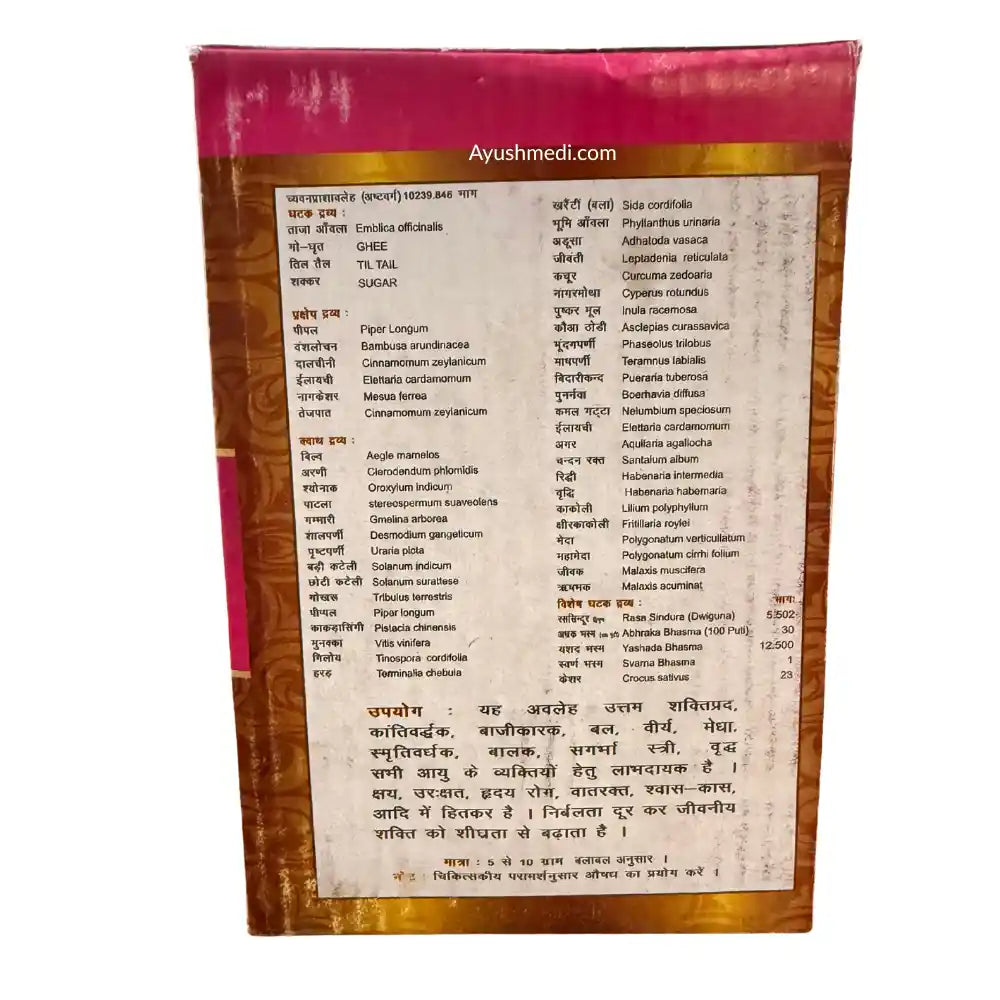 Ayushmedi.com
च्यवनप्राशावलेह (अष्टवर्ग) 10239.846 भाग
घटक द्रव्य :
ताजा आँवला Emblica officinalis
गो-घृत GHEE
तिल तैल TIL TAIL
शक्कर SUGAR
प्रक्षेप द्रव्य :
पीपल Piper Longum
वंशलोचन Bambusa arundinacea
दालचीनी Cinnamomum zeylanicum
ईलायची Elettaria cardamomum
नागकेशर Mesua ferrea
तेजपात Cinnamomum zeylanicum
क्वाथ द्रव्य :
बिल्व Aegle marmelos
अरणी Clerodendum phlomidis
श्योनाक Oroxylum indicum
पाटला stereospermum suaveolens
गम्भारी Gmelina arborea
शालपर्णी Desmodium gangeticum
पृष्टपर्णी Uraria picta
बड़ी कटेली Solanum indicum
छोटी कटेली Solanum surattese
गोखरू Tribulus terrestris
पीप्पल Piper longum
काकड़ासिंगी Pistacia chinensis
मुनक्का Vitis vinifera
गिलोय Tinospora cordifolia
हरड़ Terminalia chebula
खरैंटी (बला) Sida cordifolia
भूमि आँवला Phyllanthus urinaria
अडूसा Adhatoda vasaca
जीवंती Leptadenia reticulata
कचूर Curcuma zedoaria
नागरमोथा Cyperus rotundus
पुष्कर मूल Inula racemosa
कौआ ठोडी Asclepias curassavica
मूंदगपर्णी Phaseolus trilobus
माषपर्णी Teramnus labialis
बिदारीकन्द Pueraria tuberosa
पुनर्नवा Boerhavia diffusa
कमल गट्टा Nelumbium speciosum
ईलायची Elettaria cardamomum
अगर Aquilaria agallocha
चन्दन रक्त Santalum album
रिद्धी Habenaria intermedia
वृद्धि Habenaria habernaria
काकोली Lilium polyphyllum
क्षीरकाकोली Fritillaria roylei
मेदा Polygonatum verticullatum
महामेदा Polygonatum cirrhi folium
जीवक Malaxis muscifera
ऋषभक Malaxis acuminat
विशेष घटक द्रव्य : भाग:
रससिन्दूर Rasa Sindura (Dwiguna) 5.502
अभ्रक भस्म Abhraka Bhasma (100 Puti) 30
यशद भस्म Yashada Bhasma 12.500
स्वर्ण भस्म Svarna Bhasma 1
केशर Crocus sativus 23
उपयोग : यह अवलेह उत्तम शक्तिप्रद,
कांतिवर्द्धक, बाजीकारक, बल, वीर्य, मेधा,
स्मृतिवर्धक, बालक, सगर्भा स्त्री, वृद्ध
सभी आयु के व्यक्तियों हेतु लाभदायक है ।
क्षय, उरःक्षत, हृदय रोग, वातरक्त, श्वास-कास,
आदि में हितकर है । निर्बलता दूर कर जीवनीय
शक्ति को शीघ्रता से बढ़ाता है ।
मात्रा : 5 से 10 ग्राम बलाबल अनुसार ।
नोट : चिकित्सकीय परामर्शनुसार औषध का प्रयोग करें ।